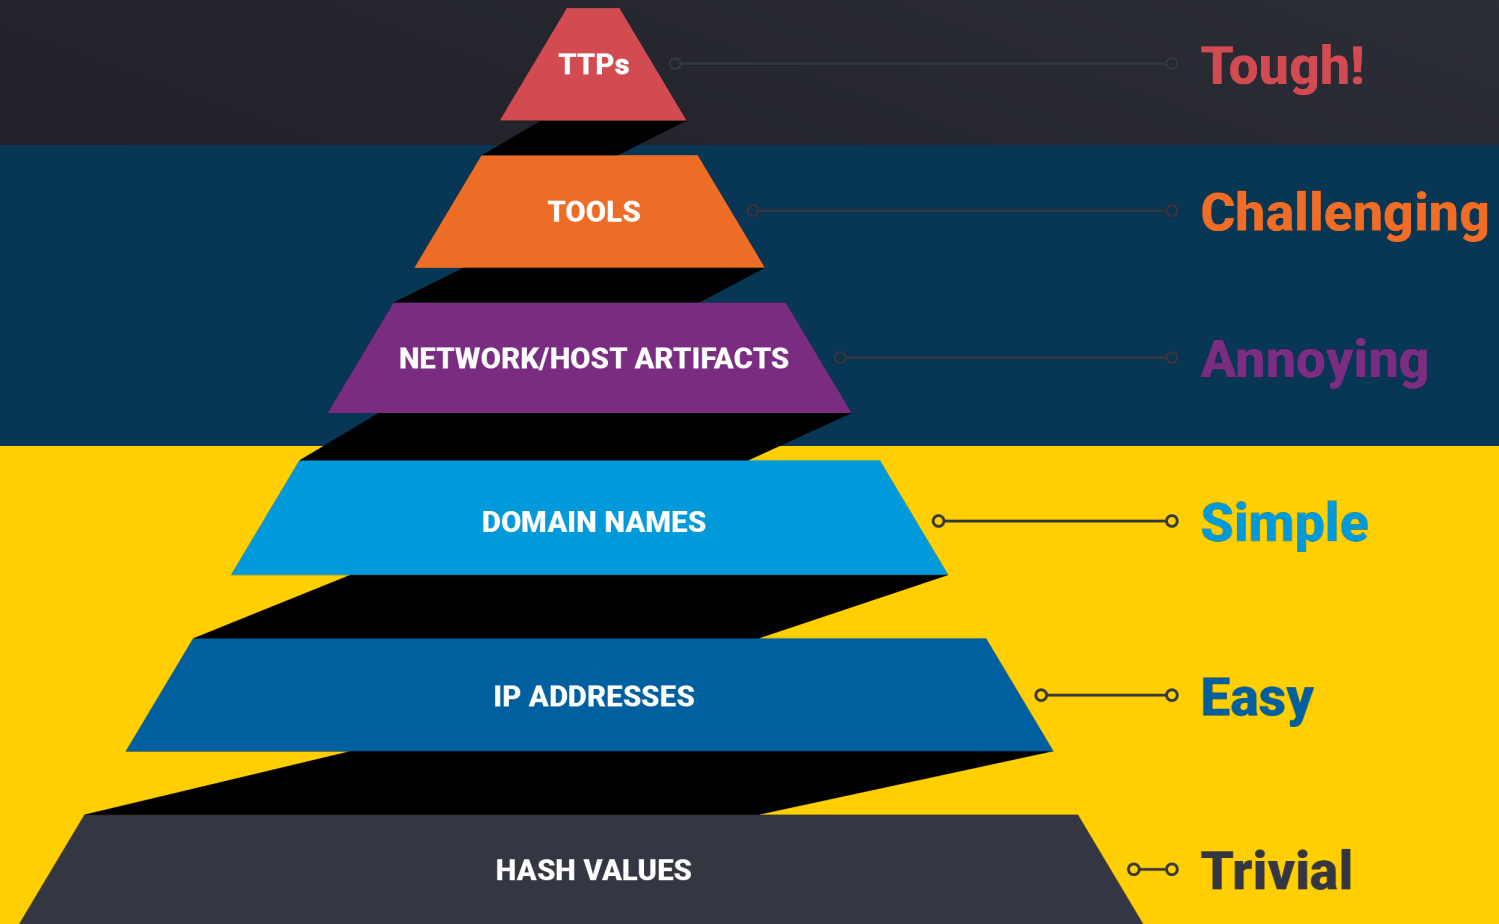 TTPs
Tough!
TOOLS
Challenging
NETWORK/HOST ARTIFACTS
Annoying
DOMAIN NAMES
Simple
IP ADDRESSES
Easy
HASH VALUES
Trivial